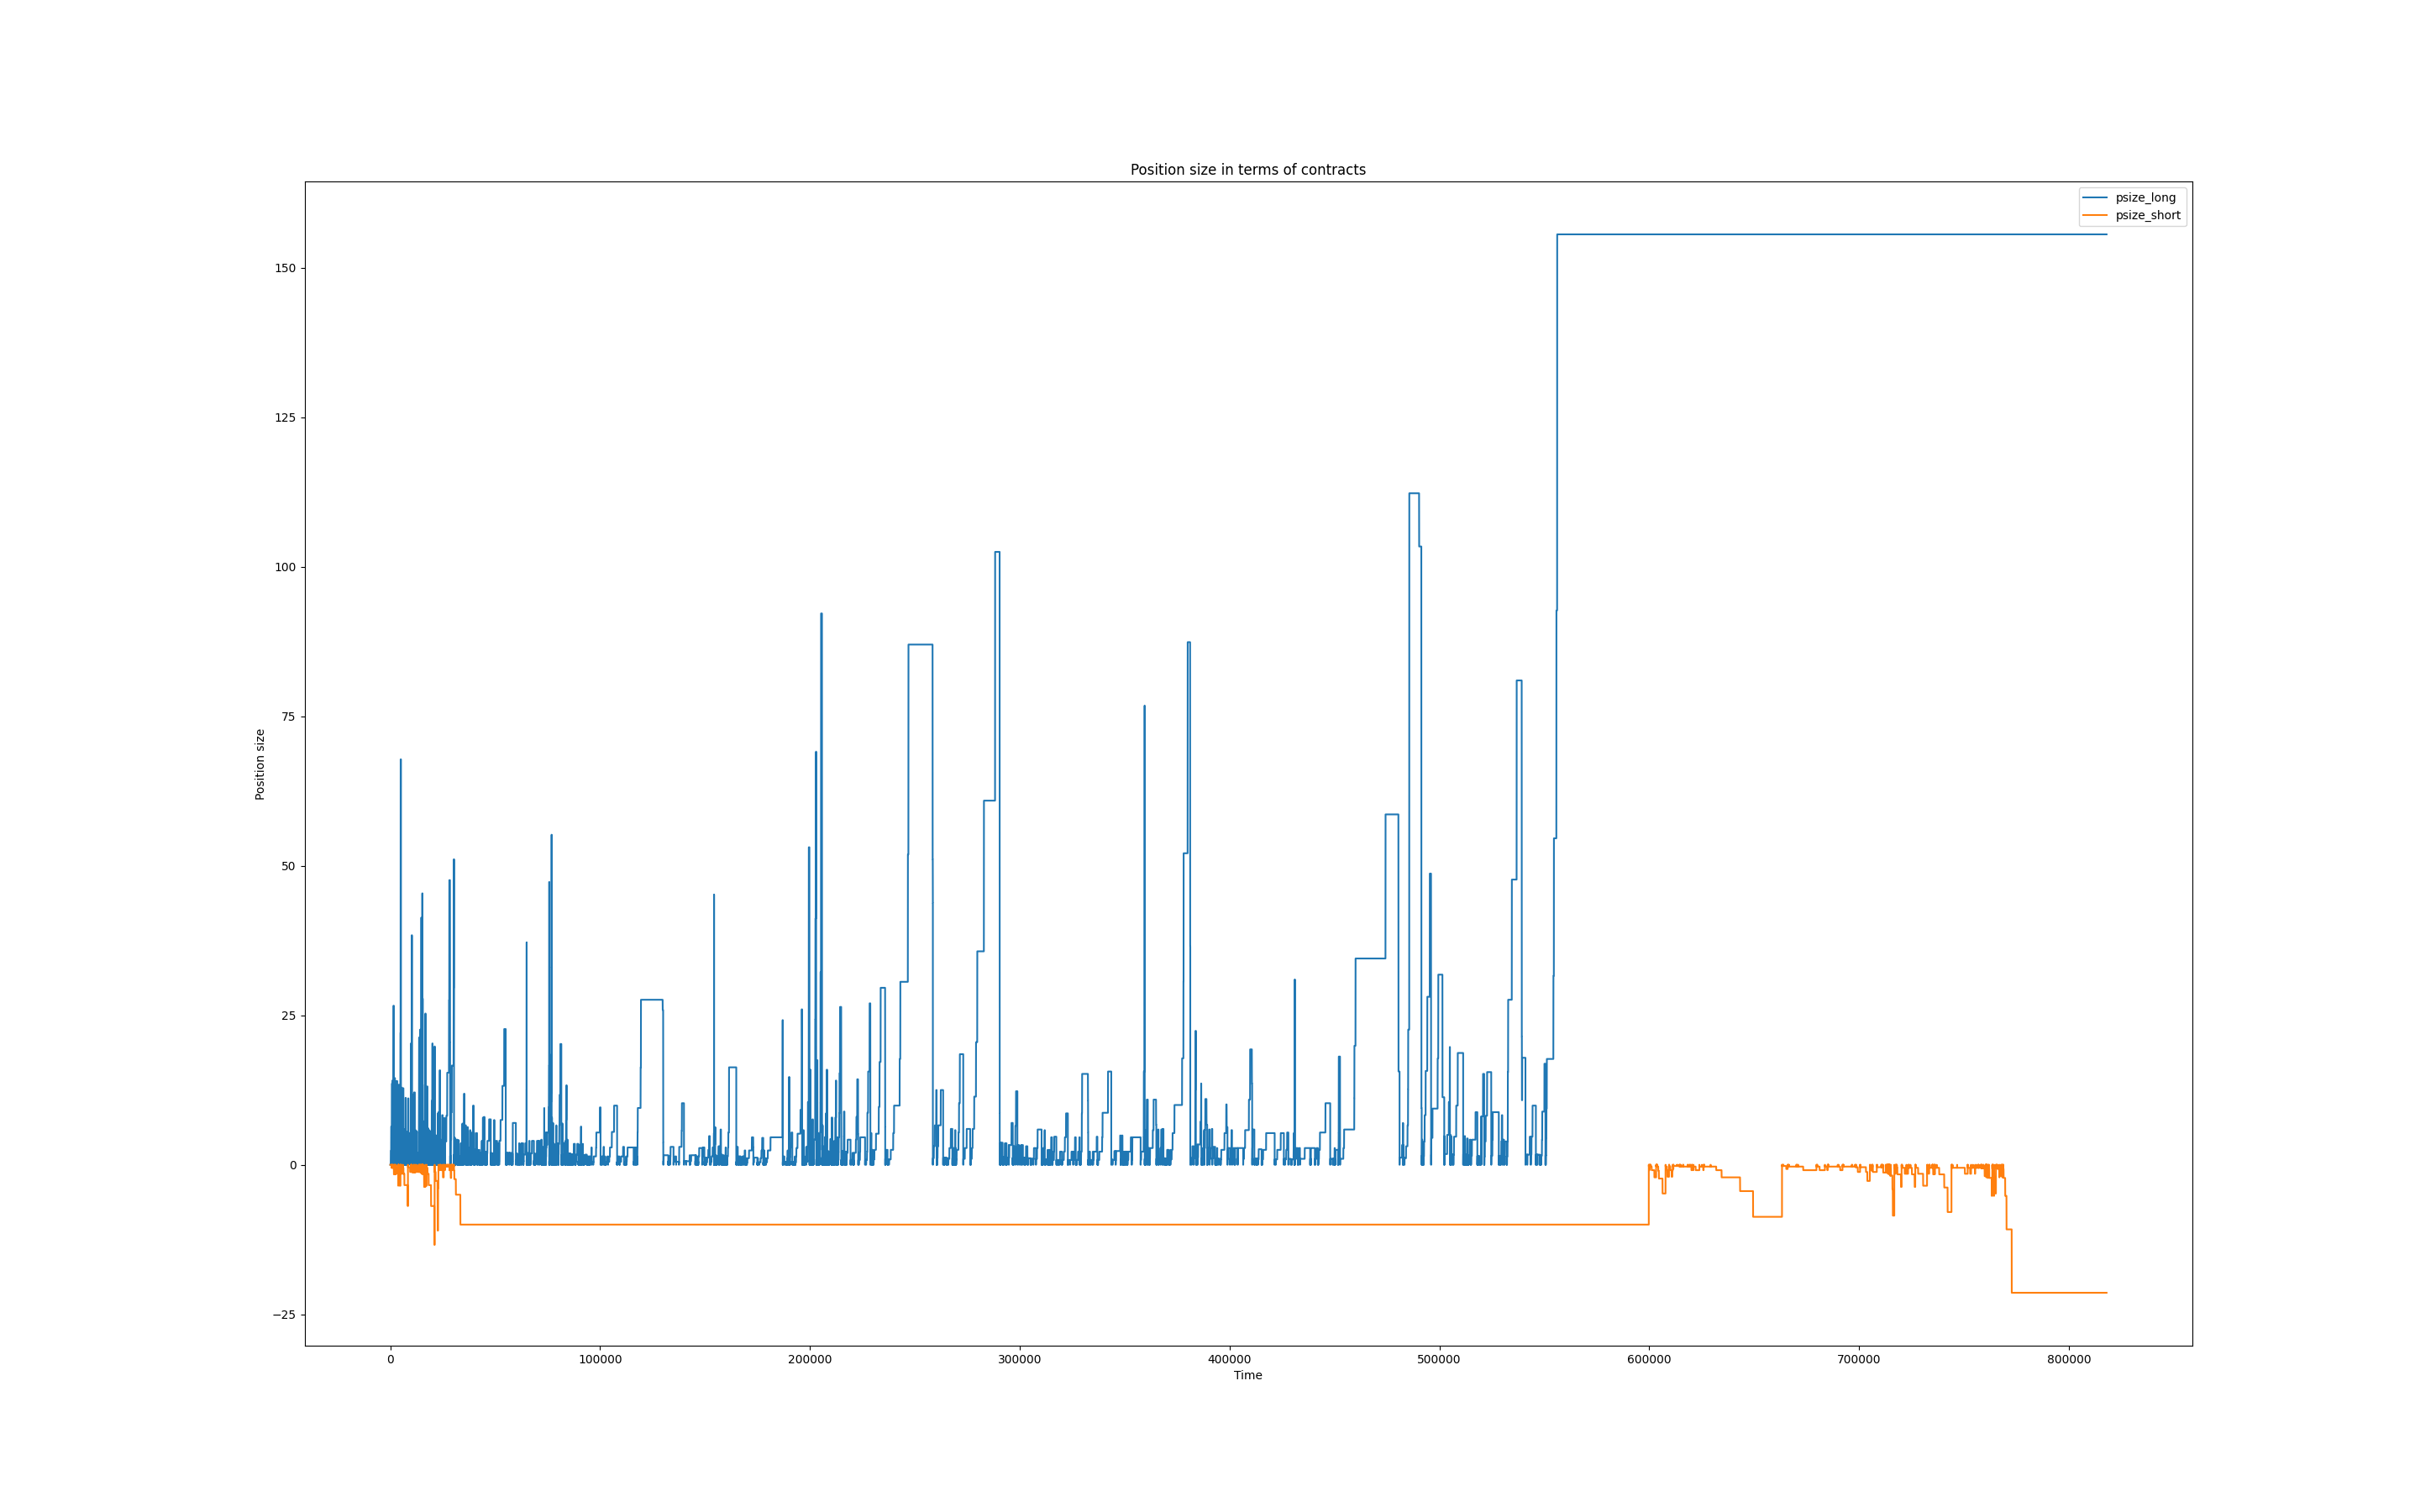 Position size in terms of contracts
psize_long
psize_short
150
125
100
75
50
25
0
−25
Position size
0 100000 200000 300000 400000 500000 600000 700000 800000
Time